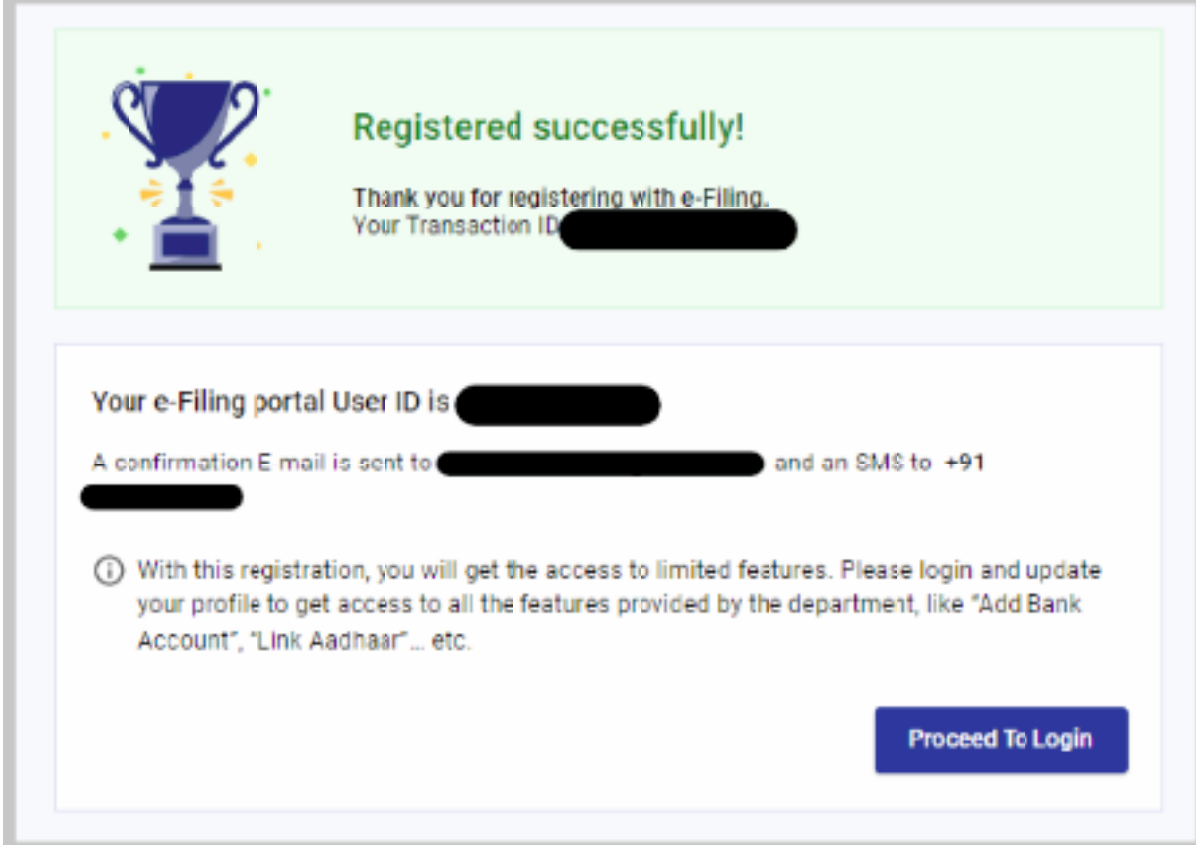 Registered successfully!
Thank you for registering with e-Filing.
Your Transaction ID
Your e-Filing portal User ID is
A confirmation E mail is sent to and an SMS to +91
With this registration, you will get the access to limited features. Please login and update
your profile to get access to all the features provided by the department, like "Add Bank
Account", "Link Aadhaar"... etc.
Proceed To Login